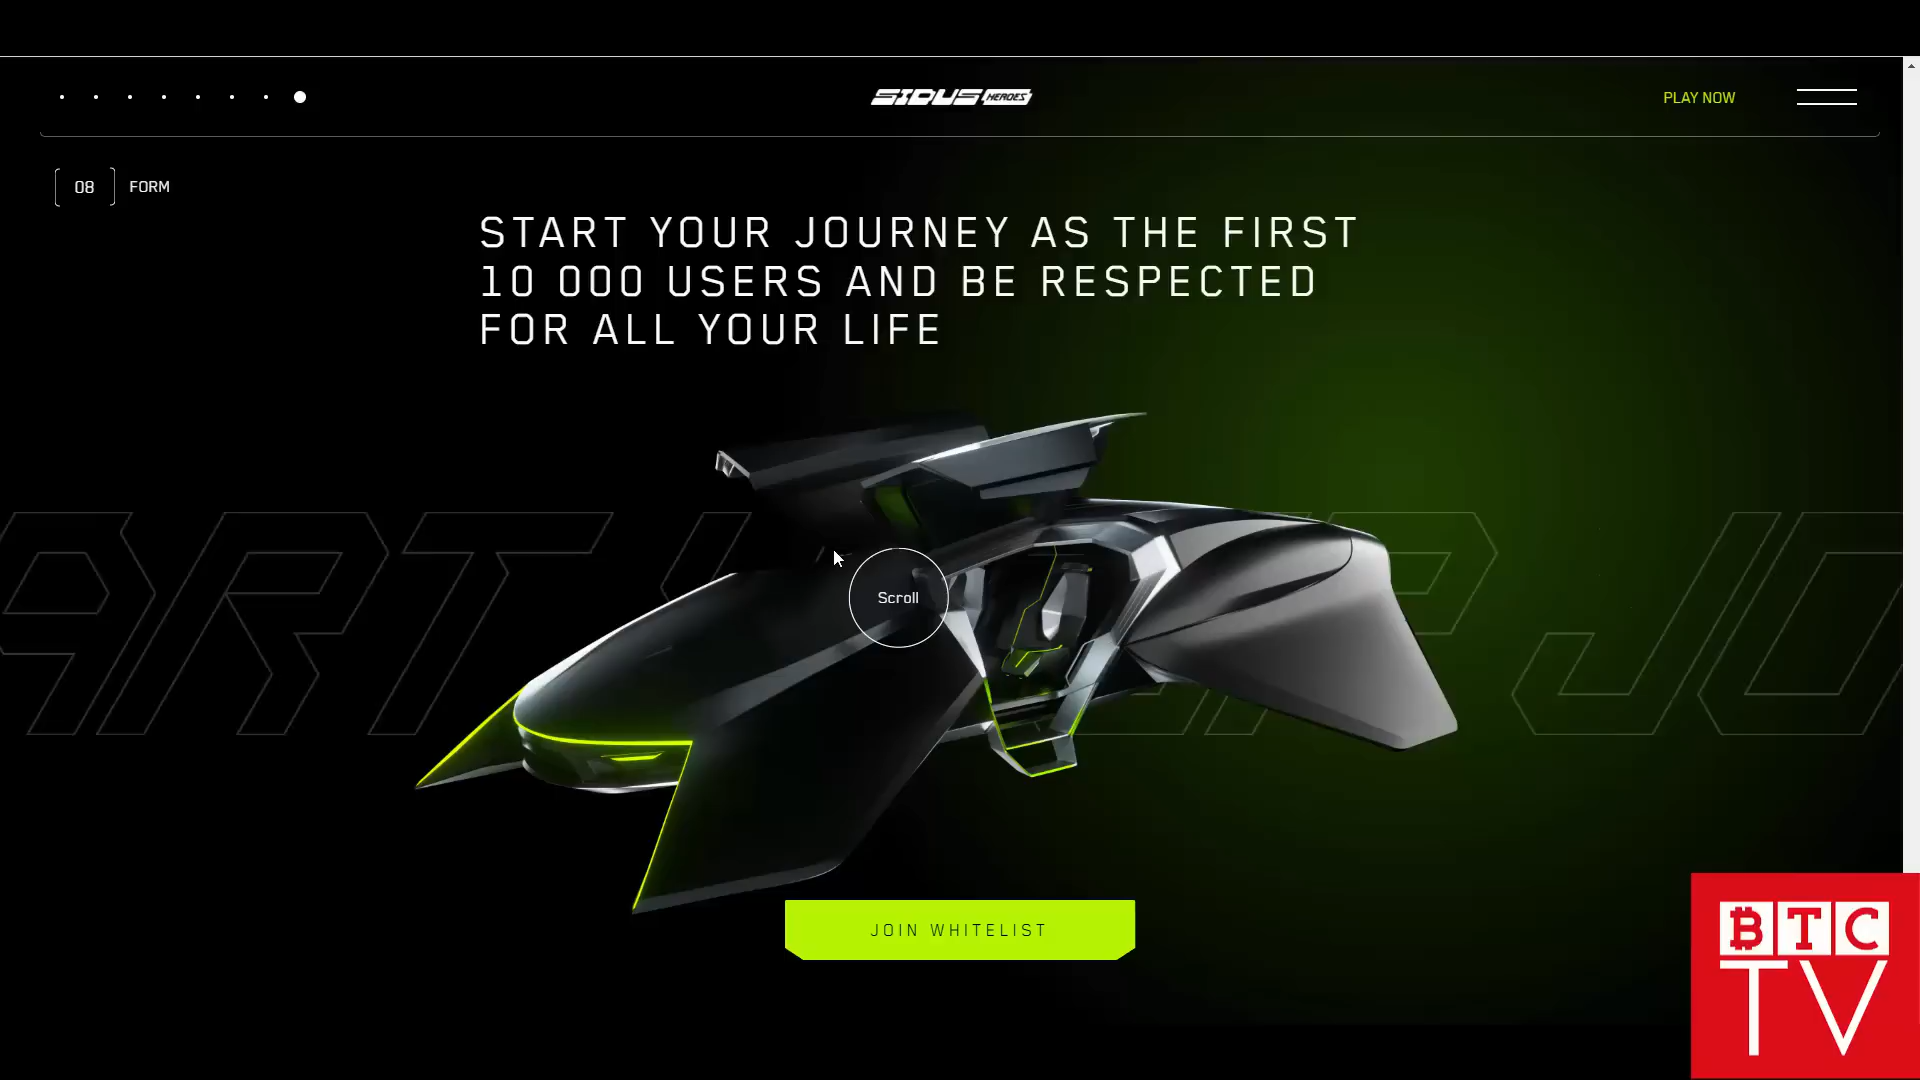 SIDUS HEROES
PLAY NOW
08 FORM
START YOUR JOURNEY AS THE FIRST
10 000 USERS AND BE RESPECTED
FOR ALL YOUR LIFE
Scroll
JOIN WHITELIST
BTC
TV